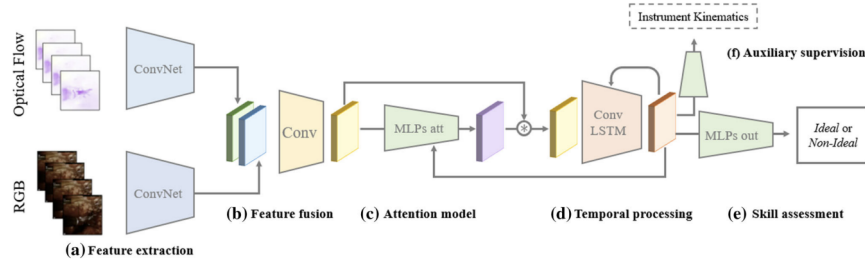 Instrument Kinematics
Optical Flow
ConvNet
(f) Auxiliary supervision
Conv
MLPs att
*
Conv
LSTM
MLPs out
Ideal or
Non-Ideal
RGB
ConvNet
(b) Feature fusion
(c) Attention model
(d) Temporal processing
(e) Skill assessment
(a) Feature extraction